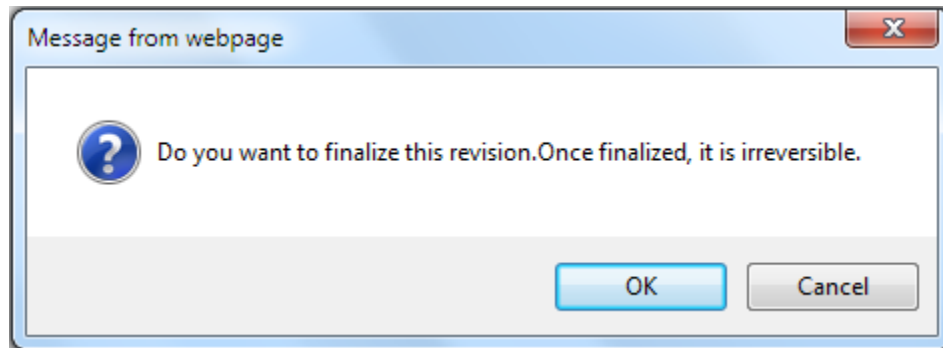 Message from webpage
Do you want to finalize this revision.Once finalized, it is irreversible.
OK
Cancel